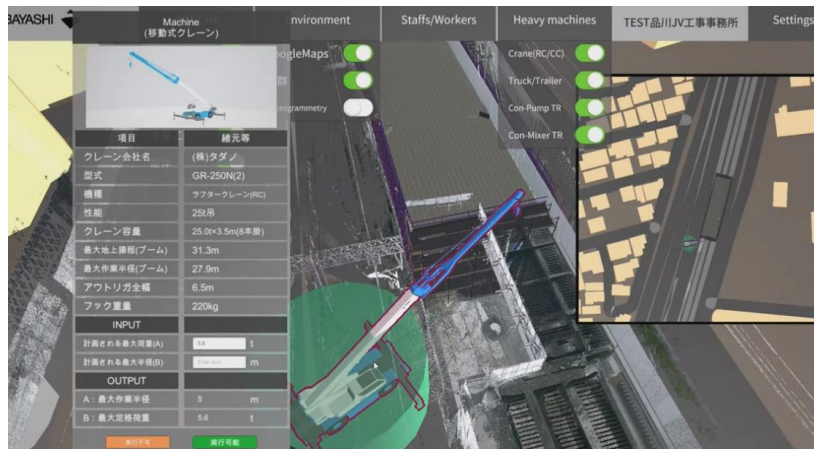 BAYASHI
Environment
Staffs/Workers
Heavy machines
TEST品川JV工事事務所
Settings
Machine
(移動式クレーン)
ogleMaps
群
otogrammetry
Crane(RC/CC)
Truck/Trailer
Con-Pump TR
Con-Mixer TR
項目 緒元等
クレーン会社名 (株)タダノ
型式 GR-250N(2)
機種 ラフタークレーン(RC)
性能 25t吊
クレーン容量 25.0t×3.5m(8本掛)
最大地上揚程(ブーム) 31.3m
最大作業半径(ブーム) 27.9m
アウトリガ全幅 6.5m
フック重量 220kg
INPUT
計画される最大荷重(A) 5.6 t
計画される最大半径(B) m
OUTPUT
A：最大作業半径 5 m
B：最大定格荷重 5.6 t
実行不可 実行可能